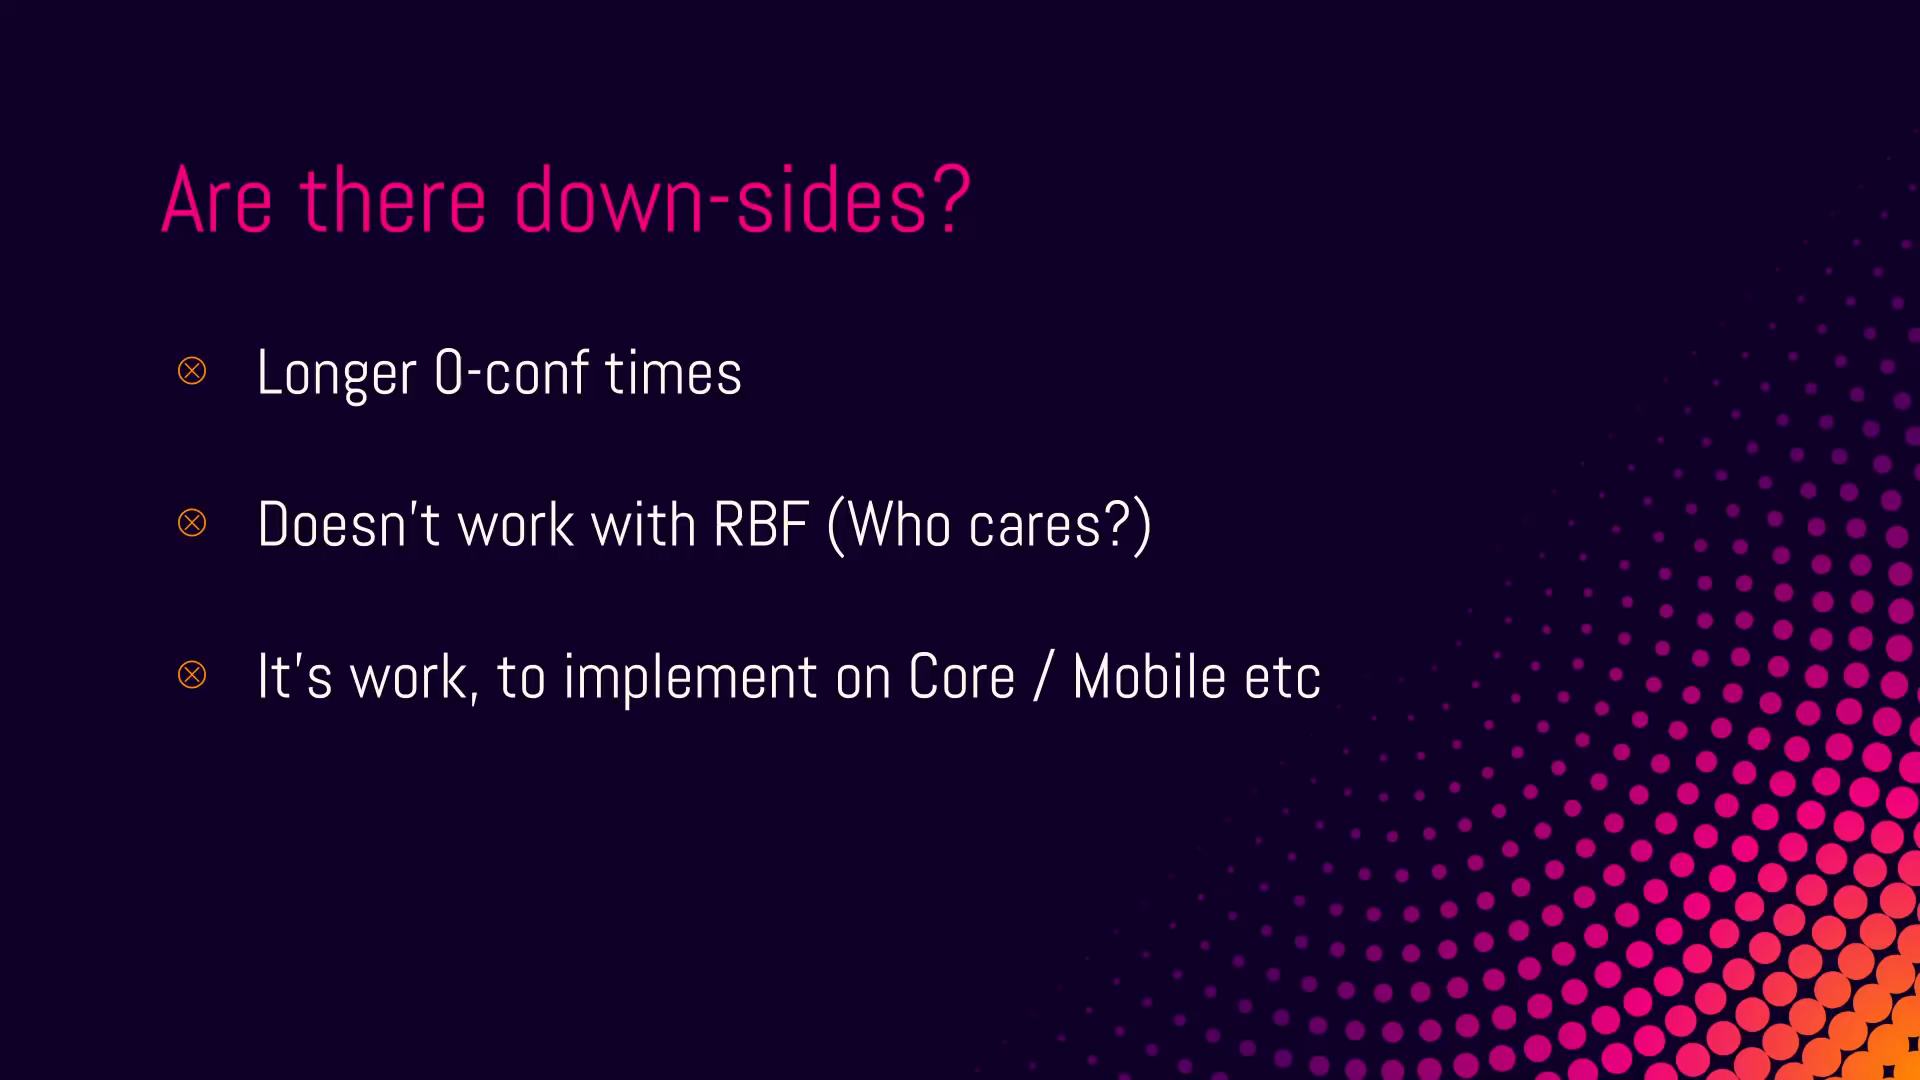 Are there down-sides?
Longer 0-conf times
Doesn't work with RBF (Who cares?)
It's work, to implement on Core / Mobile etc